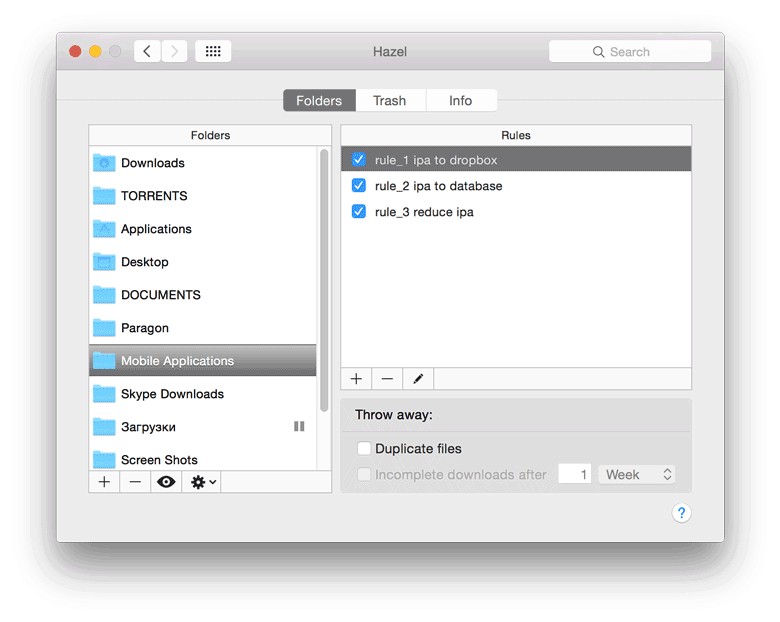 Hazel
Search
Folders
Trash
Info
Folders
Downloads
TORRENTS
Applications
Desktop
DOCUMENTS
Paragon
Mobile Applications
Skype Downloads
Загрузки
Screen Shots
Rules
rule_1 ipa to dropbox
rule_2 ipa to database
rule_3 reduce ipa
Throw away:
Duplicate files
Incomplete downloads after 1 Week
?